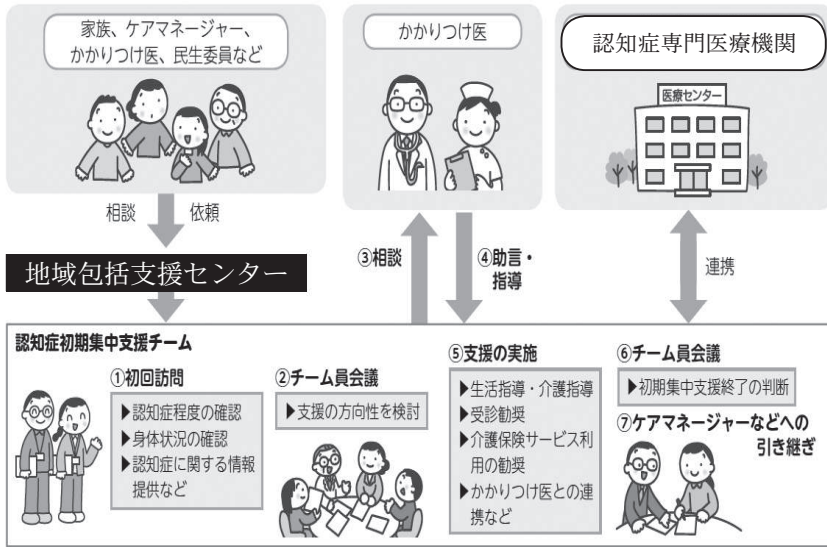 家族、ケアマネージャー、
かかりつけ医、民生委員など
かかりつけ医
認知症専門医療機関
医療センター
相談
依頼
地域包括支援センター
③相談
④助言・
指導
連携
認知症初期集中支援チーム
①初回訪問
▶認知症程度の確認
▶身体状況の確認
▶認知症に関する情報
提供など
②チーム員会議
▶支援の方向性を検討
⑤支援の実施
▶生活指導・介護指導
▶受診勧奨
▶介護保険サービス利
用の勧奨
▶かかりつけ医との連
携など
⑥チーム員会議
▶初期集中支援終了の判断
⑦ケアマネージャーなどへの
引き継ぎ